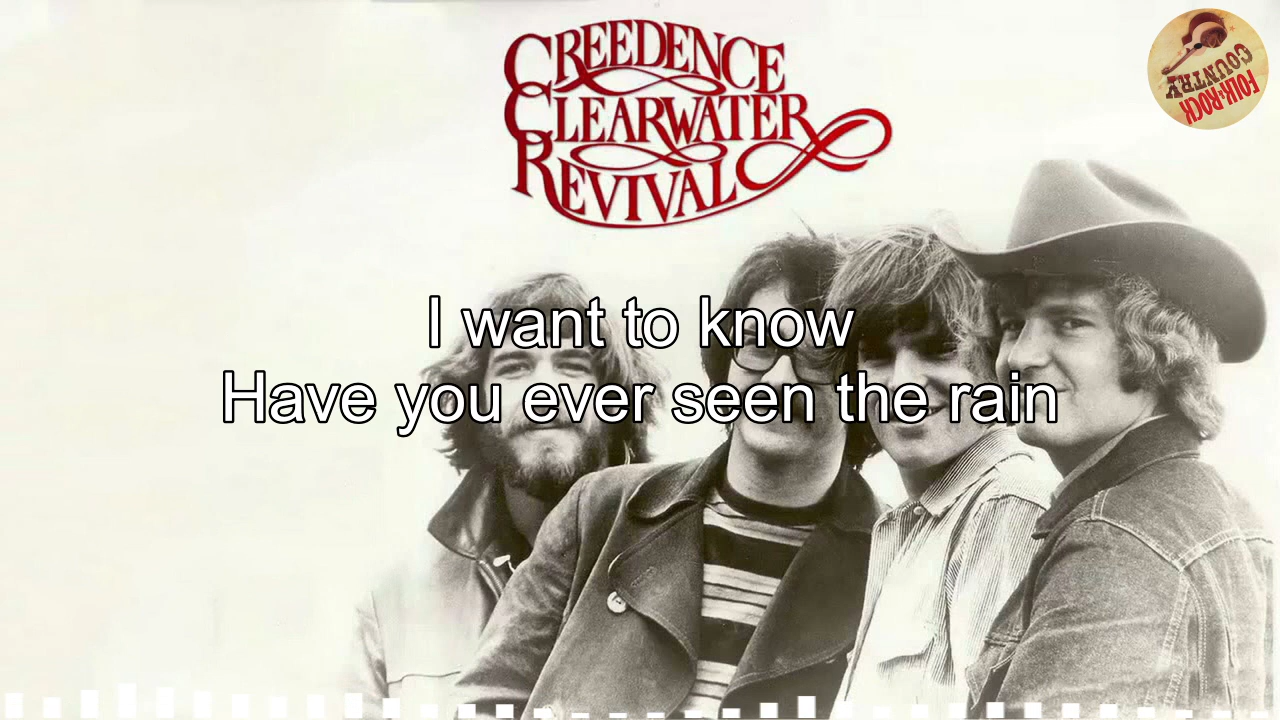 CREEDENCE
CLEARWATER
REVIVAL
COUNTRY
FOLK & ROCK
I want to know
Have you ever seen the rain